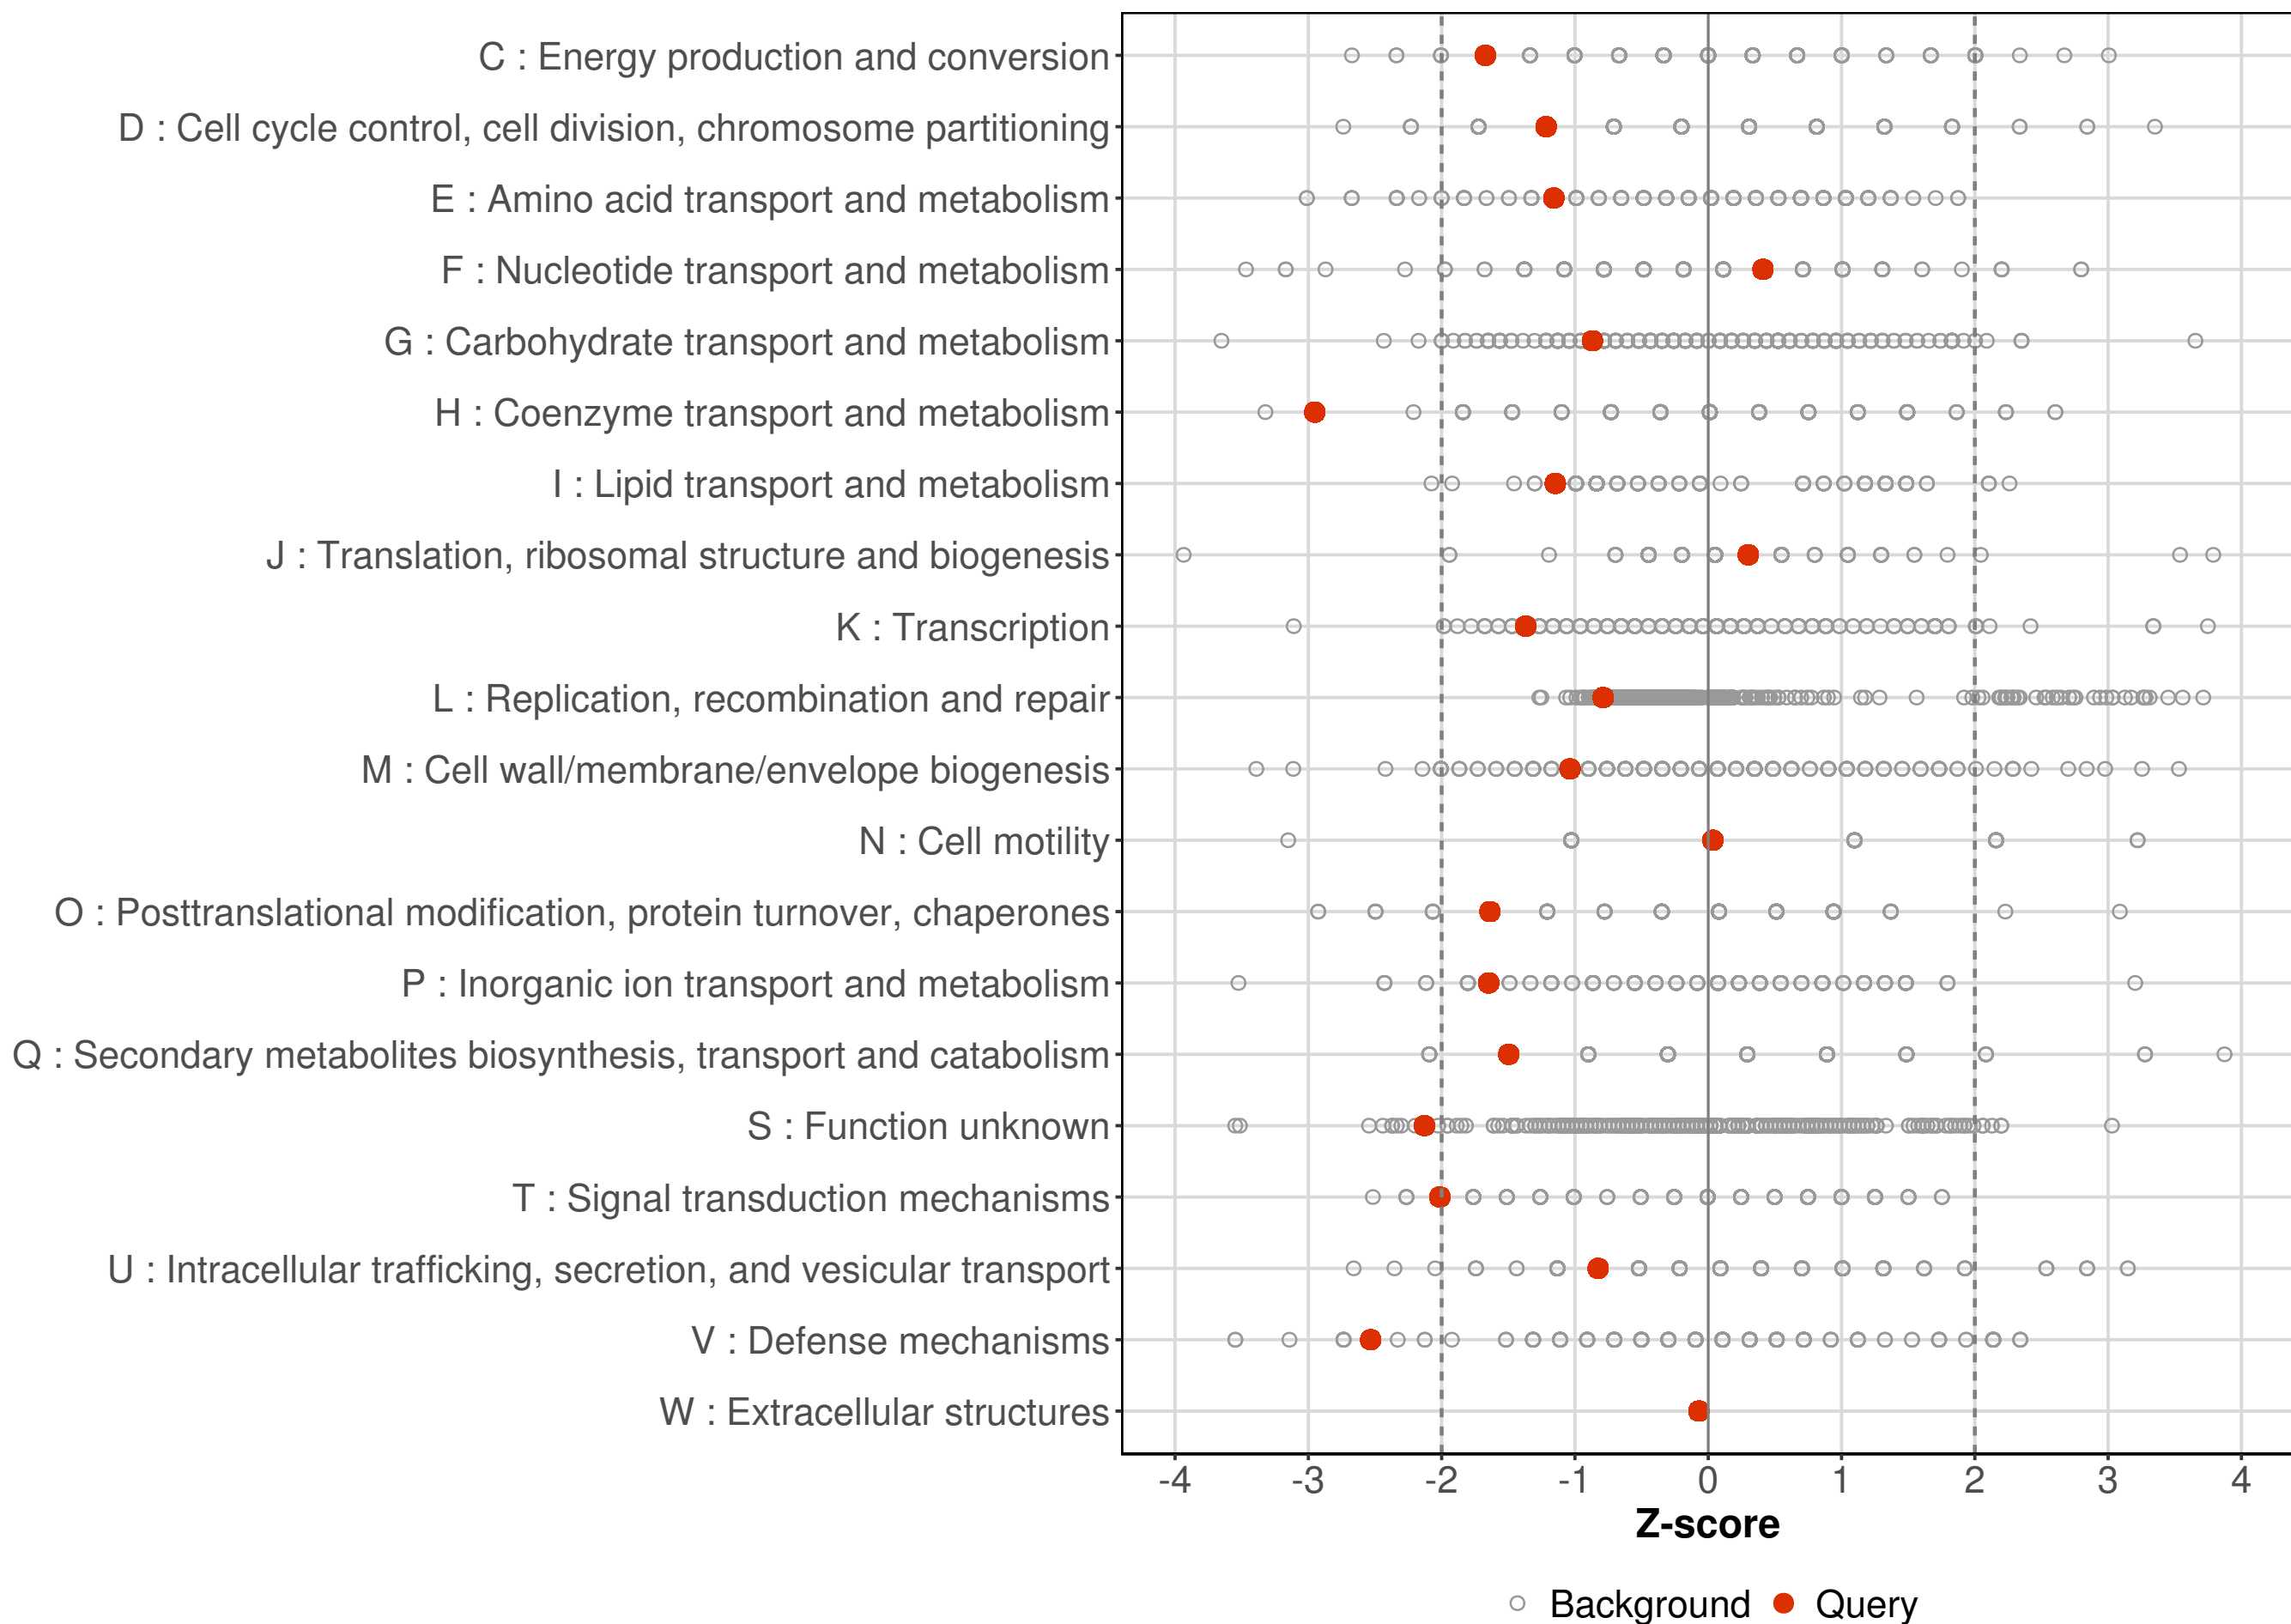 C : Energy production and conversion
D : Cell cycle control, cell division, chromosome partitioning
E : Amino acid transport and metabolism
F : Nucleotide transport and metabolism
G : Carbohydrate transport and metabolism
H : Coenzyme transport and metabolism
I : Lipid transport and metabolism
J : Translation, ribosomal structure and biogenesis
K : Transcription
L : Replication, recombination and repair
M : Cell wall/membrane/envelope biogenesis
N : Cell motility
O : Posttranslational modification, protein turnover, chaperones
P : Inorganic ion transport and metabolism
Q : Secondary metabolites biosynthesis, transport and catabolism
S : Function unknown
T : Signal transduction mechanisms
U : Intracellular trafficking, secretion, and vesicular transport
V : Defense mechanisms
W : Extracellular structures
-4 -3 -2 -1 0 1 2 3 4
Z-score
Background Query